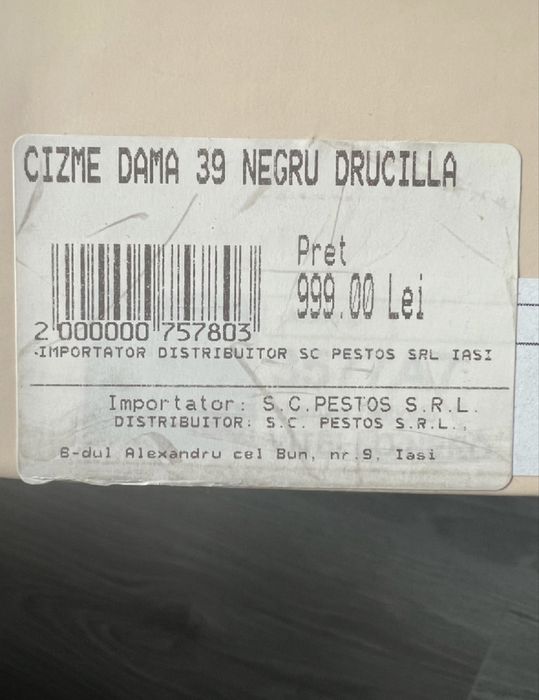 CIZME DAMA 39 NEGRU DRUCILLA
Pret
999.00 Lei
2 000000 757803
-IMPORTATOR DISTRIBUITOR SC PESTOS SRL IASI
Importator: S.C.PESTOS S.R.L.
DISTRIBUITOR: S.C. PESTOS S.R.L.,
B-dul Alexandru cel Bun, nr.9, Iasi